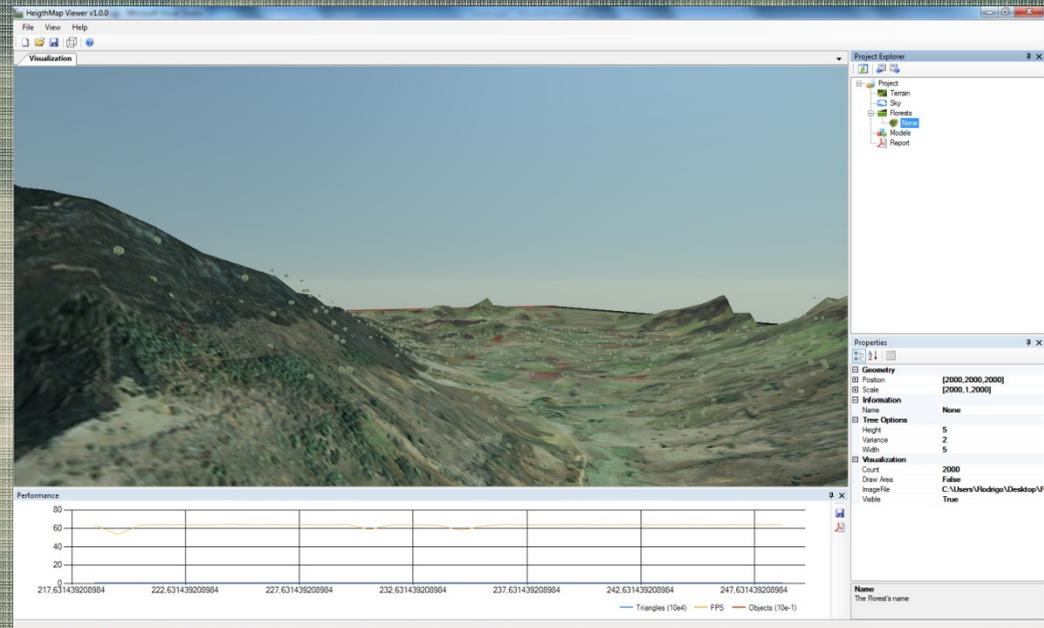 HeigthMap Viewer v1.0.0
File View Help
Visualization
Project Explorer
Project
Terrain
Sky
Florests
None
Models
Report
Properties
Geometry
Position [2000,2000,2000]
Scale [2000,1,2000]
Information
Name None
Tree Options
Height 5
Variance 2
Width 5
Visualization
Count 2000
Draw Area False
ImageFile C:\Users\Rodrigo\Desktop\F
Visible True
Name
The Florest's name
Performance
80
60
40
20
0
217,631439208984 222,631439208984 227,631439208984 232,631439208984 237,631439208984 242,631439208984 247,631439208984
Triangles (10e4) FPS Objects (10e-1)